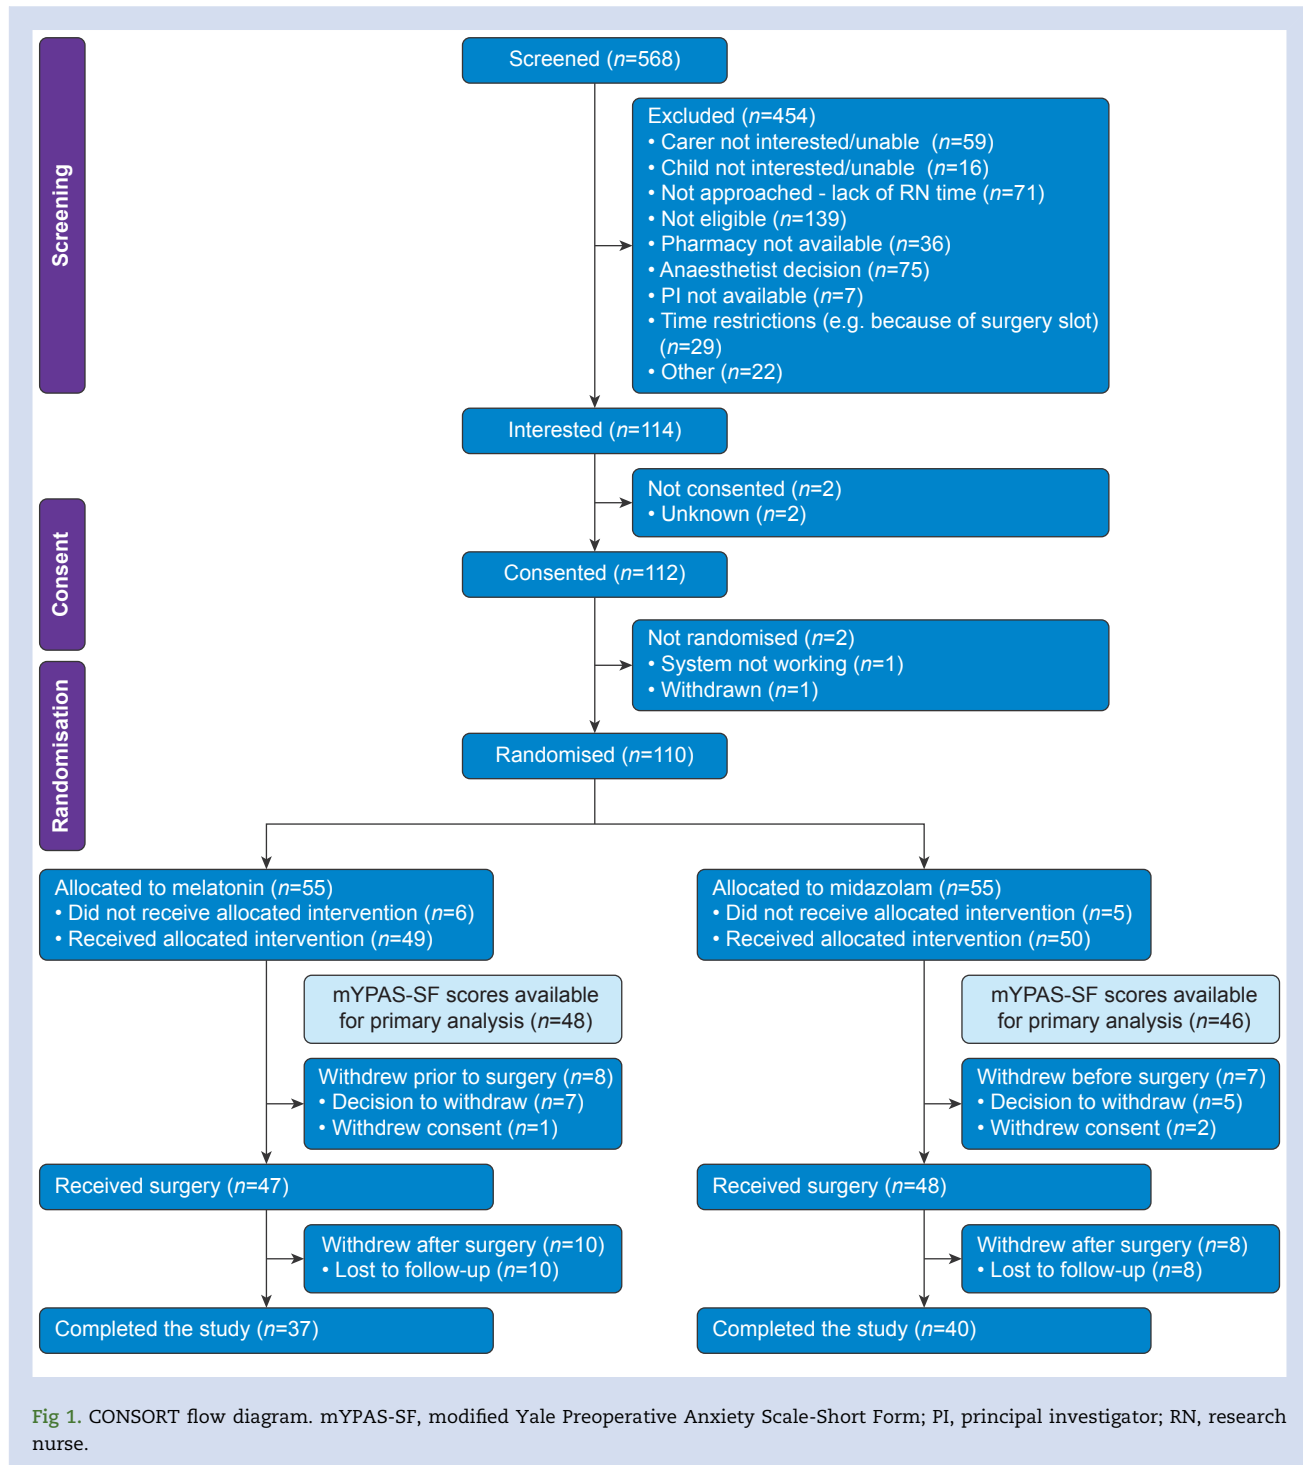 Screening
Screened (n=568)
Excluded (n=454)
• Carer not interested/unable (n=59)
• Child not interested/unable (n=16)
• Not approached - lack of RN time (n=71)
• Not eligible (n=139)
• Pharmacy not available (n=36)
• Anaesthetist decision (n=75)
• PI not available (n=7)
• Time restrictions (e.g. because of surgery slot)
(n=29)
• Other (n=22)
Interested (n=114)
Not consented (n=2)
• Unknown (n=2)
Consent
Consented (n=112)
Not randomised (n=2)
• System not working (n=1)
• Withdrawn (n=1)
Randomisation
Randomised (n=110)
Allocated to melatonin (n=55)
• Did not receive allocated intervention (n=6)
• Received allocated intervention (n=49)
mYPAS-SF scores available
for primary analysis (n=48)
Withdrew prior to surgery (n=8)
• Decision to withdraw (n=7)
• Withdrew consent (n=1)
Received surgery (n=47)
Withdrew after surgery (n=10)
• Lost to follow-up (n=10)
Completed the study (n=37)
Allocated to midazolam (n=55)
• Did not receive allocated intervention (n=5)
• Received allocated intervention (n=50)
mYPAS-SF scores available
for primary analysis (n=46)
Withdrew before surgery (n=7)
• Decision to withdraw (n=5)
• Withdrew consent (n=2)
Received surgery (n=48)
Withdrew after surgery (n=8)
• Lost to follow-up (n=8)
Completed the study (n=40)
Fig 1. CONSORT flow diagram. mYPAS-SF, modified Yale Preoperative Anxiety Scale-Short Form; PI, principal investigator; RN, research
nurse.